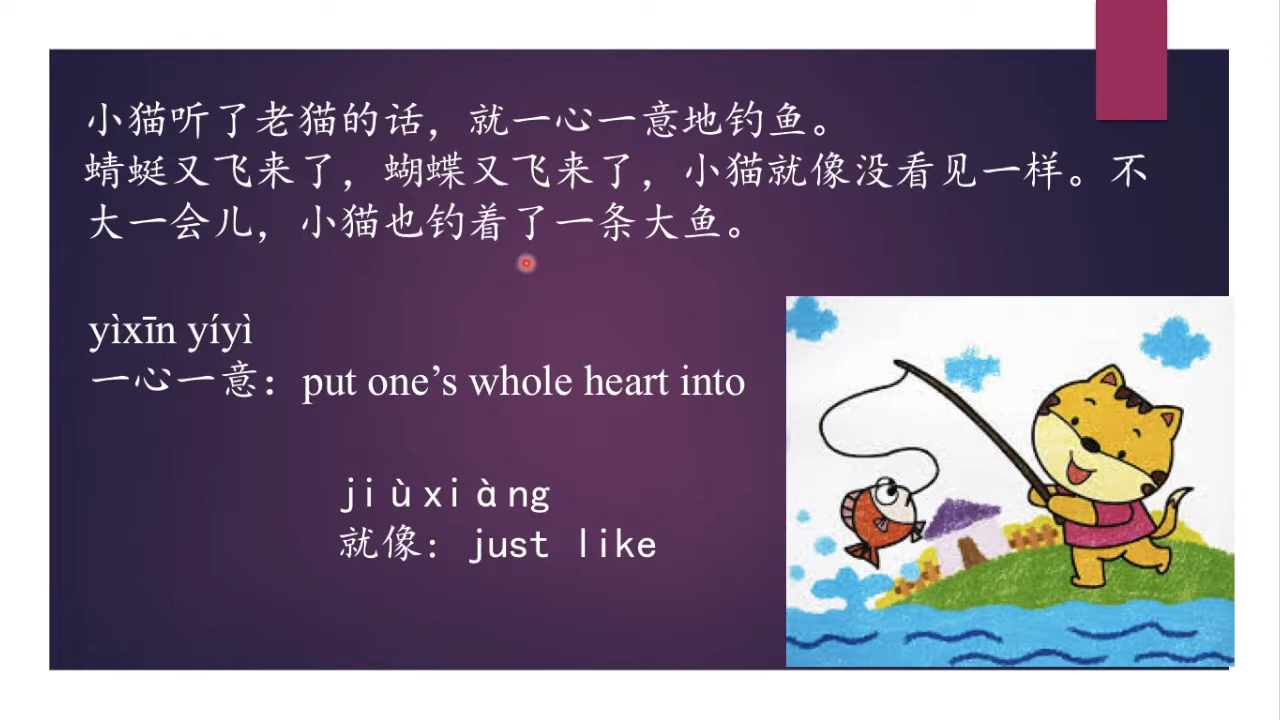 小猫听了老猫的话，就一心一意地钓鱼。
蜻蜓又飞来了，蝴蝶又飞来了，小猫就像没看见一样。不
大一会儿，小猫也钓着了一条大鱼。
yìxīn yíyì
一心一意：put one’s whole heart into
jiùxiàng
就像：just like